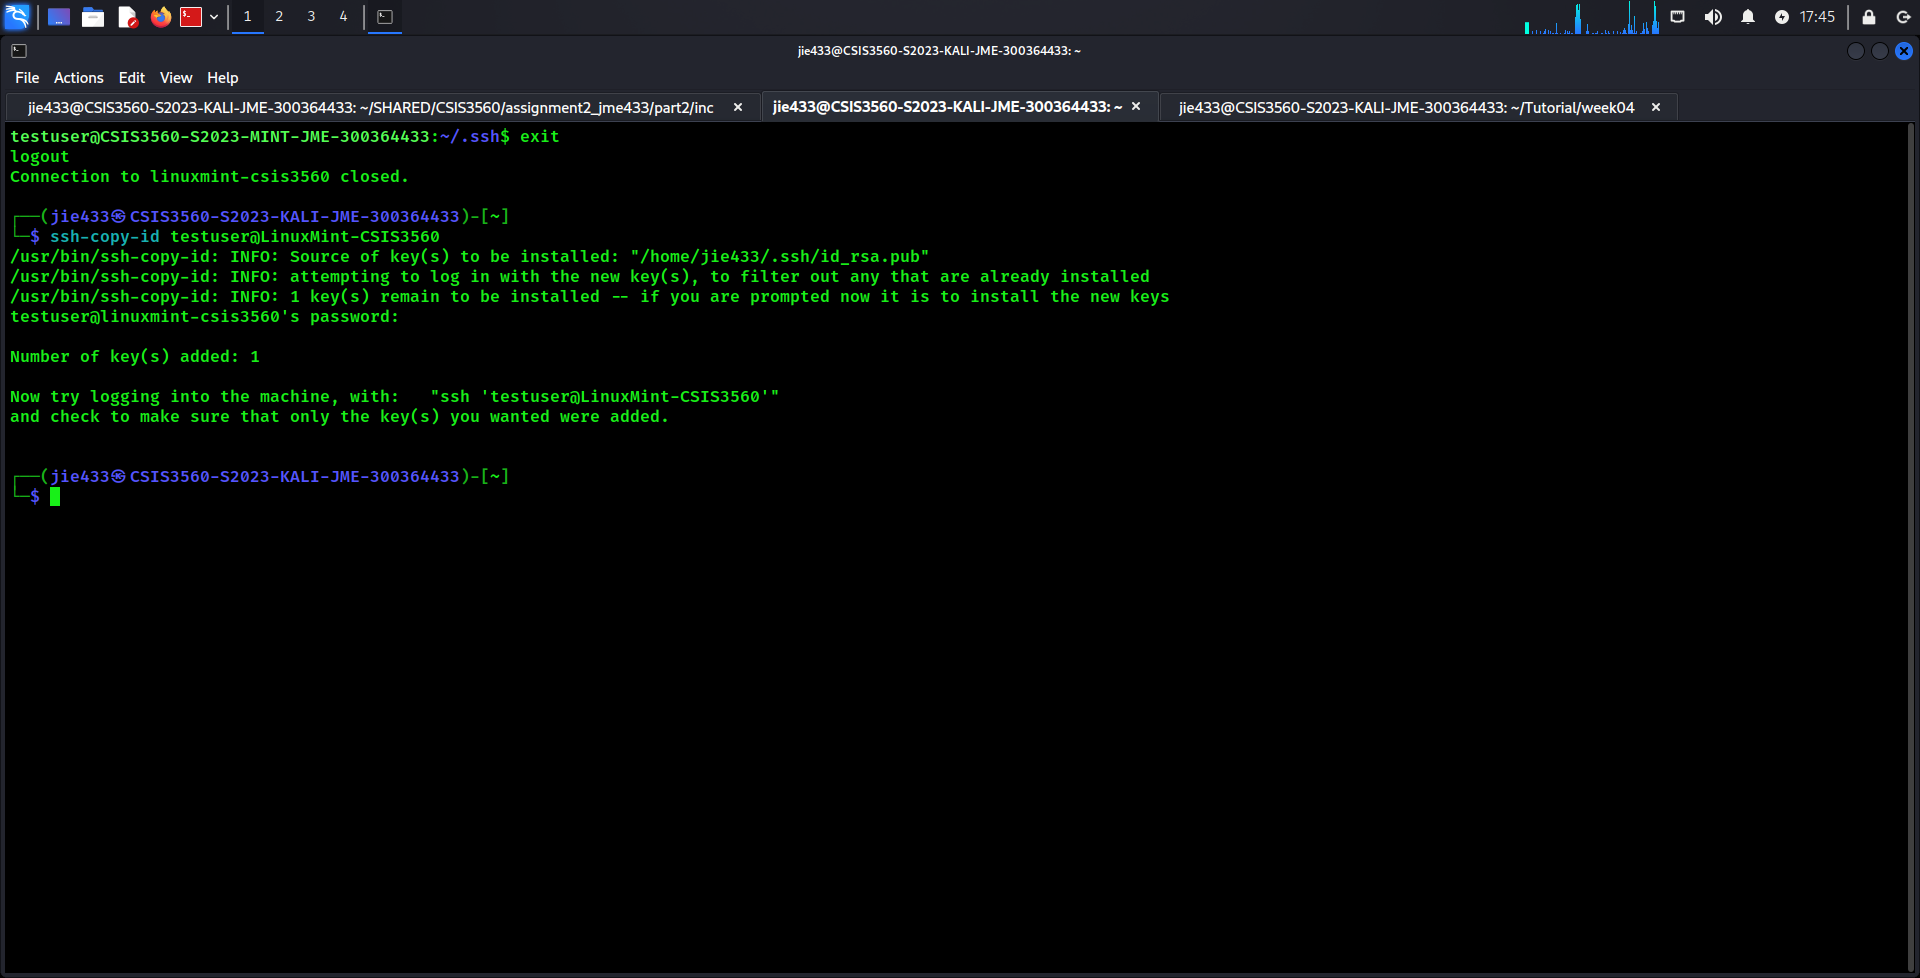 1 2 3 4
17:45
jie433@CSIS3560-S2023-KALI-JME-300364433: ~
File Actions Edit View Help
jie433@CSIS3560-S2023-KALI-JME-300364433: ~/SHARED/CSIS3560/assignment2_jme433/part2/inc
jie433@CSIS3560-S2023-KALI-JME-300364433: ~
jie433@CSIS3560-S2023-KALI-JME-300364433: ~/Tutorial/week04
testuser@CSIS3560-S2023-MINT-JME-300364433:~/.ssh$ exit
logout
Connection to linuxmint-csis3560 closed.
┌──(jie433㉿CSIS3560-S2023-KALI-JME-300364433)-[~]
└─$ ssh-copy-id testuser@LinuxMint-CSIS3560
/usr/bin/ssh-copy-id: INFO: Source of key(s) to be installed: "/home/jie433/.ssh/id_rsa.pub"
/usr/bin/ssh-copy-id: INFO: attempting to log in with the new key(s), to filter out any that are already installed
/usr/bin/ssh-copy-id: INFO: 1 key(s) remain to be installed -- if you are prompted now it is to install the new keys
testuser@linuxmint-csis3560's password:
Number of key(s) added: 1
Now try logging into the machine, with:   "ssh 'testuser@LinuxMint-CSIS3560'"
and check to make sure that only the key(s) you wanted were added.
┌──(jie433㉿CSIS3560-S2023-KALI-JME-300364433)-[~]
└─$